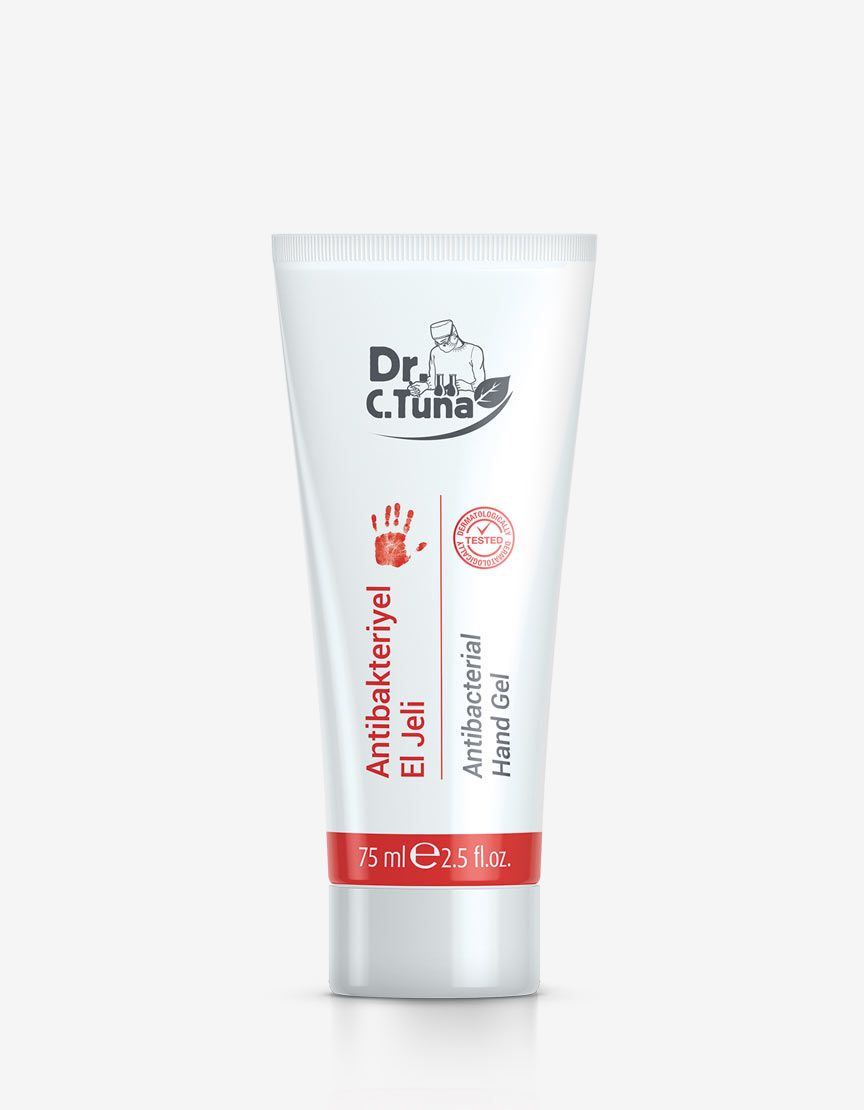 Dr.
C.Tuna
Antibakteriyel
El Jeli
DERMATOLOGICALLY
TESTED
DERMATOLOGICALLY
Antibacterial
Hand Gel
75 ml e 2.5 fl.oz.